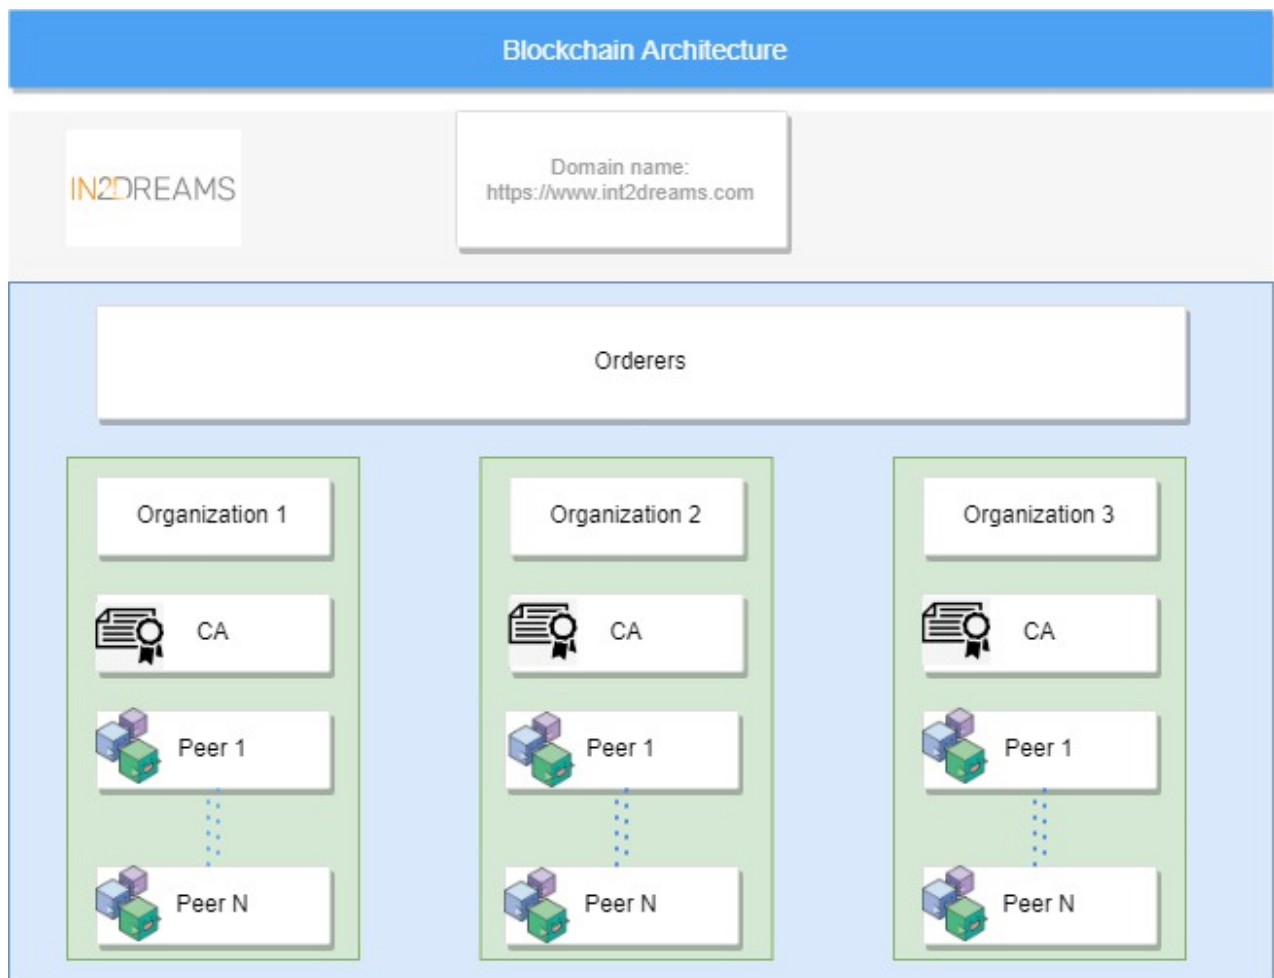 Blockchain Architecture
IN2DREAMS
Domain name:
https://www.int2dreams.com
Orderers
Organization 1
Organization 2
Organization 3
CA
CA
CA
Peer 1
Peer 1
Peer 1
Peer N
Peer N
Peer N